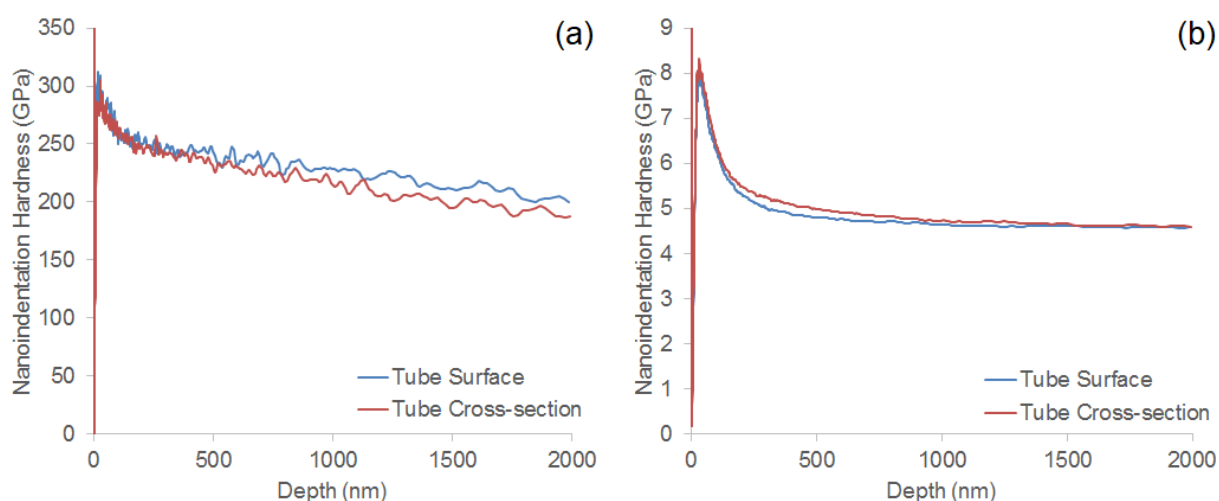 (a)
Nanoindentation Hardness (GPa)
350
300
250
200
150
100
50
0
Tube Surface
Tube Cross-section
0 500 1000 1500 2000
Depth (nm)
(b)
Nanoindentation Hardness (GPa)
9
8
7
6
5
4
3
2
1
0
Tube Surface
Tube Cross-section
0 500 1000 1500 2000
Depth (nm)